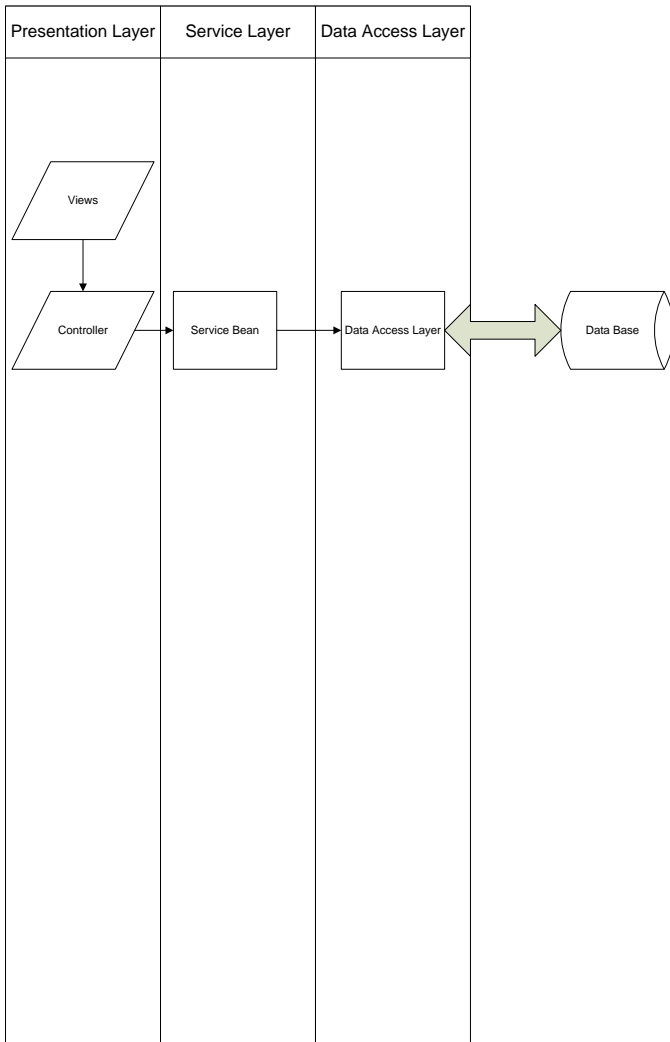 Presentation Layer
Service Layer
Data Access Layer
Views
Controller
Service Bean
Data Access Layer
Data Base